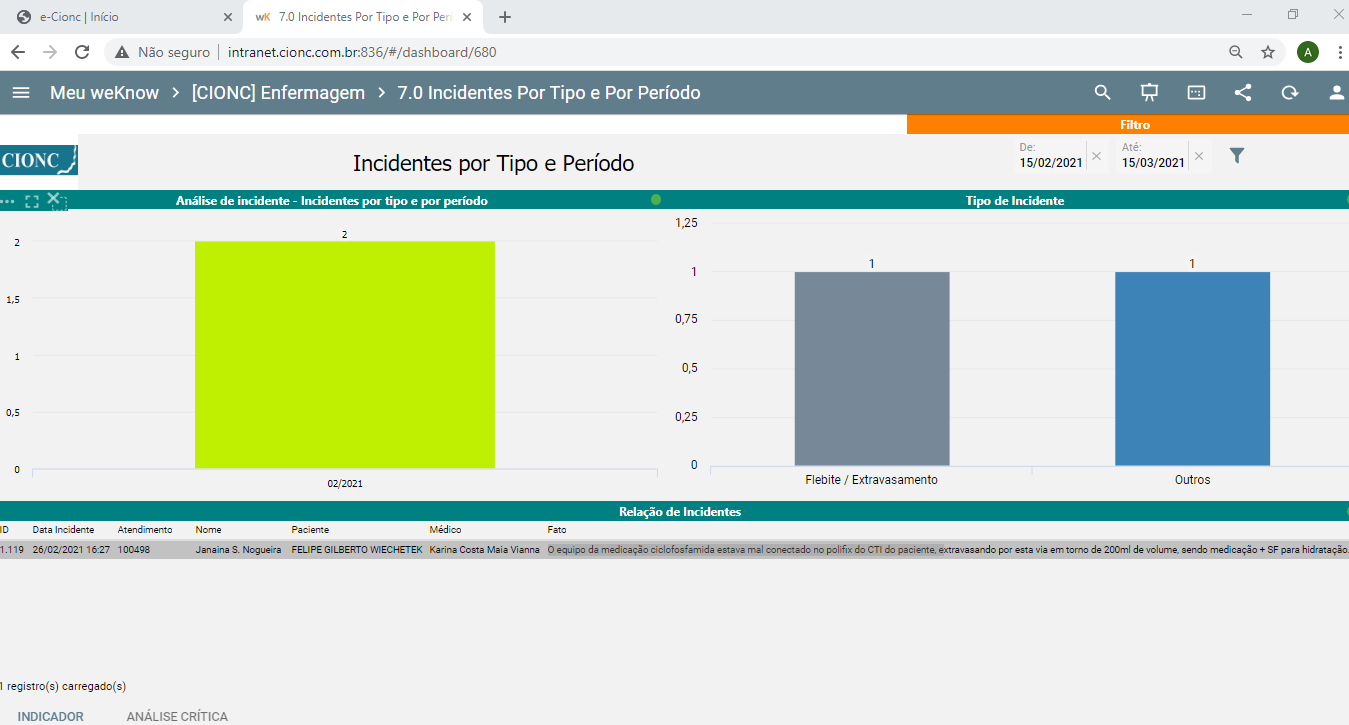 e-Cionc | Início
wK 7.0 Incidentes Por Tipo e Por Perí
Não seguro | intranet.cionc.com.br:836/#/dashboard/680
A
Meu weKnow > [CIONC] Enfermagem > 7.0 Incidentes Por Tipo e Por Período
Filtro
CIONC
Incidentes por Tipo e Período
De:
15/02/2021
Até:
15/03/2021
Análise de incidente - Incidentes por tipo e por período
2
1,5
1
0,5
0
2
02/2021
Tipo de Incidente
1,25
1
0,75
0,5
0,25
0
1
1
Flebite / Extravasamento
Outros
Relação de Incidentes
ID Data Incidente Atendimento Nome Paciente Médico Fato
1.119 26/02/2021 16:27 100498 Janaina S. Nogueira FELIPE GILBERTO WIECHETEK Karina Costa Maia Vianna O equipo da medicação ciclofosfamida estava mal conectado no polifix do CTI do paciente, extravasando por esta via em torno de 200ml de volume, sendo medicação + SF para hidratação.
1 registro(s) carregado(s)
INDICADOR ANÁLISE CRÍTICA